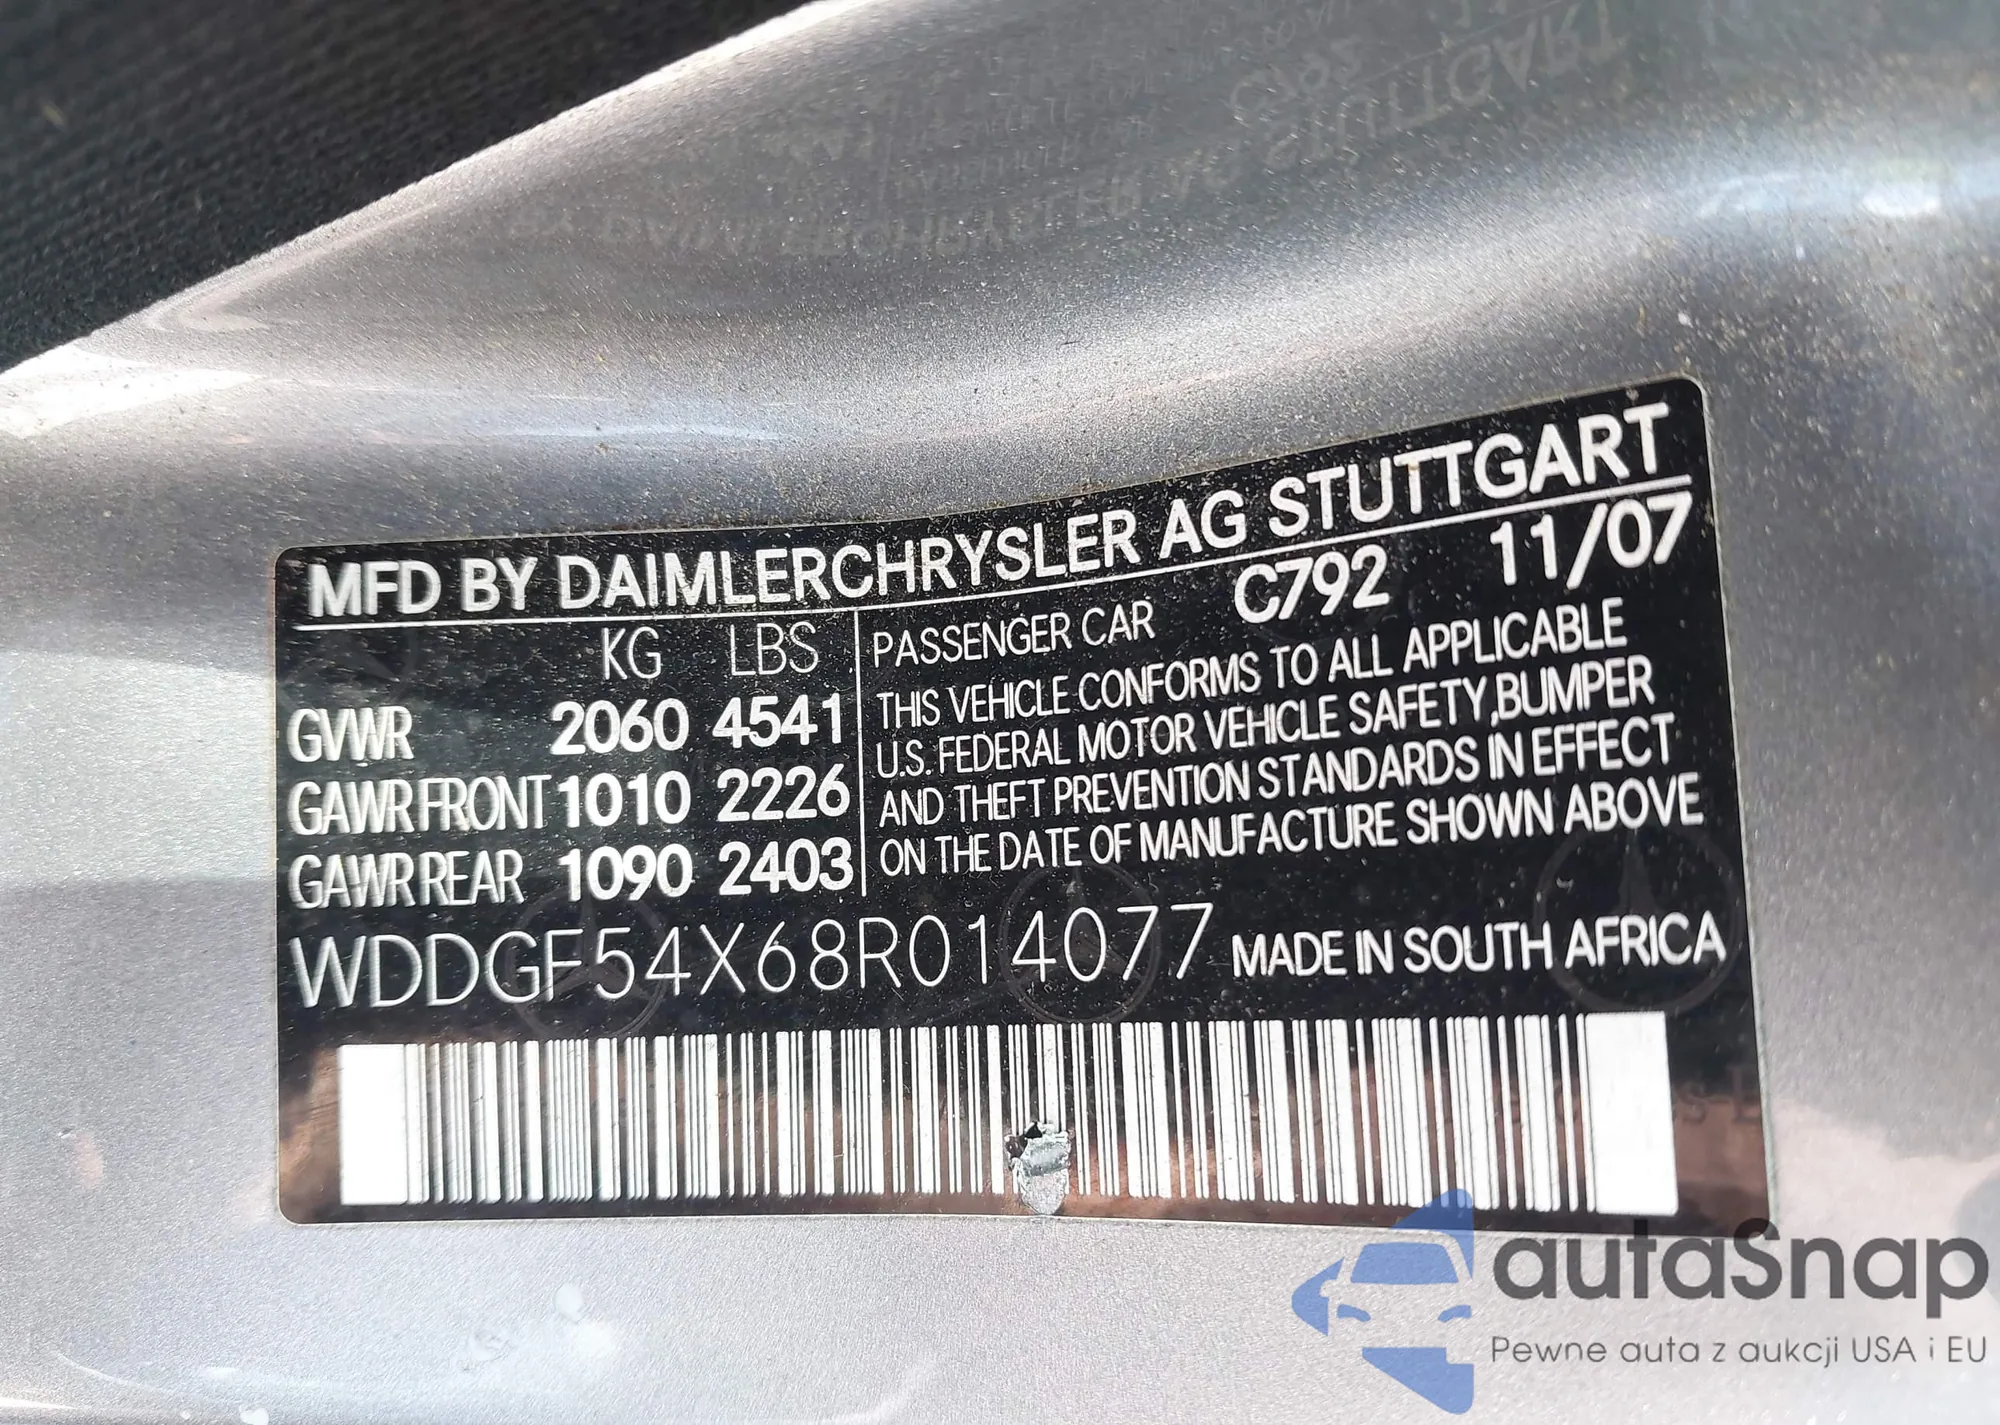 MFD BY DAIMLERCHRYSLER AG STUTTGART
KG LBS
GVWR 2060 4541
GAWR FRONT 1010 2226
GAWR REAR 1090 2403
PASSENGER CAR C792 11/07
THIS VEHICLE CONFORMS TO ALL APPLICABLE
U.S. FEDERAL MOTOR VEHICLE SAFETY, BUMPER
AND THEFT PREVENTION STANDARDS IN EFFECT
ON THE DATE OF MANUFACTURE SHOWN ABOVE
WDDGF54X68R014077 MADE IN SOUTH AFRICA
autaSnap
Pewne auta z aukcji USA i EU